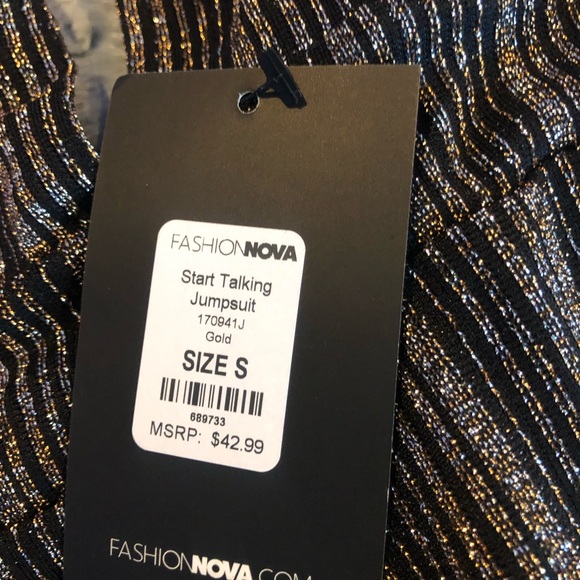 FASHIONNOVA
Start Talking
Jumpsuit
170941J
Gold
SIZE S
689733
MSRP: $42.99
FASHIONNOVA.COM